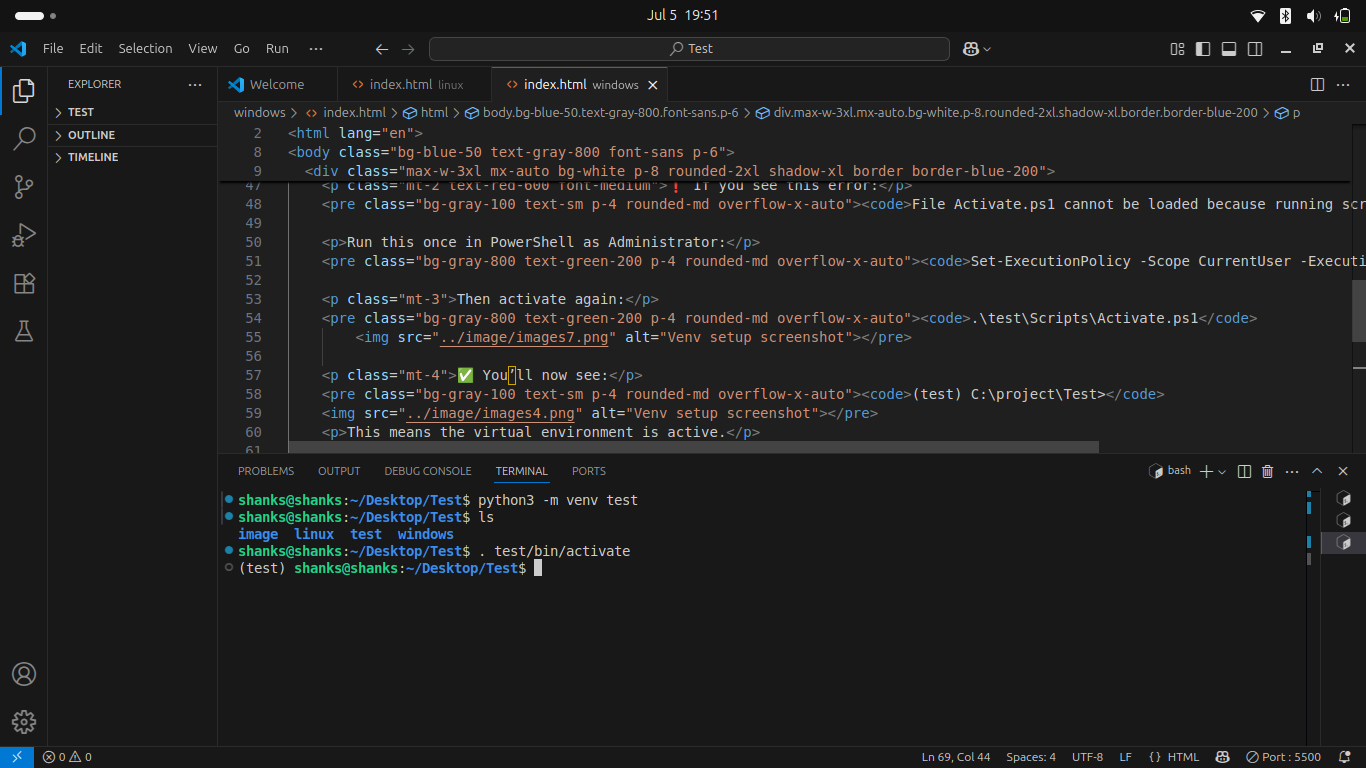 Jul 5 19:51
File Edit Selection View Go Run ··· Test
EXPLORER ···
TEST
OUTLINE
TIMELINE
Welcome index.html linux index.html windows
windows > index.html > html > body.bg-blue-50.text-gray-800.font-sans.p-6 > div.max-w-3xl.mx-auto.bg-white.p-8.rounded-2xl.shadow-xl.border.border-blue-200 > p
2 <html lang="en">
8 <body class="bg-blue-50 text-gray-800 font-sans p-6">
9 <div class="max-w-3xl mx-auto bg-white p-8 rounded-2xl shadow-xl border border-blue-200">
47 <p class="mt-2 text-red-600 font-medium">❗ If you see this error:</p>
48 <pre class="bg-gray-100 text-sm p-4 rounded-md overflow-x-auto"><code>File Activate.ps1 cannot be loaded because running scr
49
50 <p>Run this once in PowerShell as Administrator:</p>
51 <pre class="bg-gray-800 text-green-200 p-4 rounded-md overflow-x-auto"><code>Set-ExecutionPolicy -Scope CurrentUser -Executi
52
53 <p class="mt-3">Then activate again:</p>
54 <pre class="bg-gray-800 text-green-200 p-4 rounded-md overflow-x-auto"><code>.\test\Scripts\Activate.ps1</code>
55 <img src="../image/images7.png" alt="Venv setup screenshot"></pre>
56
57 <p class="mt-4">✅ You’ll now see:</p>
58 <pre class="bg-gray-100 text-sm p-4 rounded-md overflow-x-auto"><code>(test) C:\project\Test></code>
59 <img src="../image/images4.png" alt="Venv setup screenshot"></pre>
60 <p>This means the virtual environment is active.</p>
61
PROBLEMS OUTPUT DEBUG CONSOLE TERMINAL PORTS bash
shanks@shanks:~/Desktop/Test$ python3 -m venv test
shanks@shanks:~/Desktop/Test$ ls
image linux test windows
shanks@shanks:~/Desktop/Test$ . test/bin/activate
(test) shanks@shanks:~/Desktop/Test$
0 0 Ln 69, Col 44 Spaces: 4 UTF-8 LF {} HTML Port : 5500